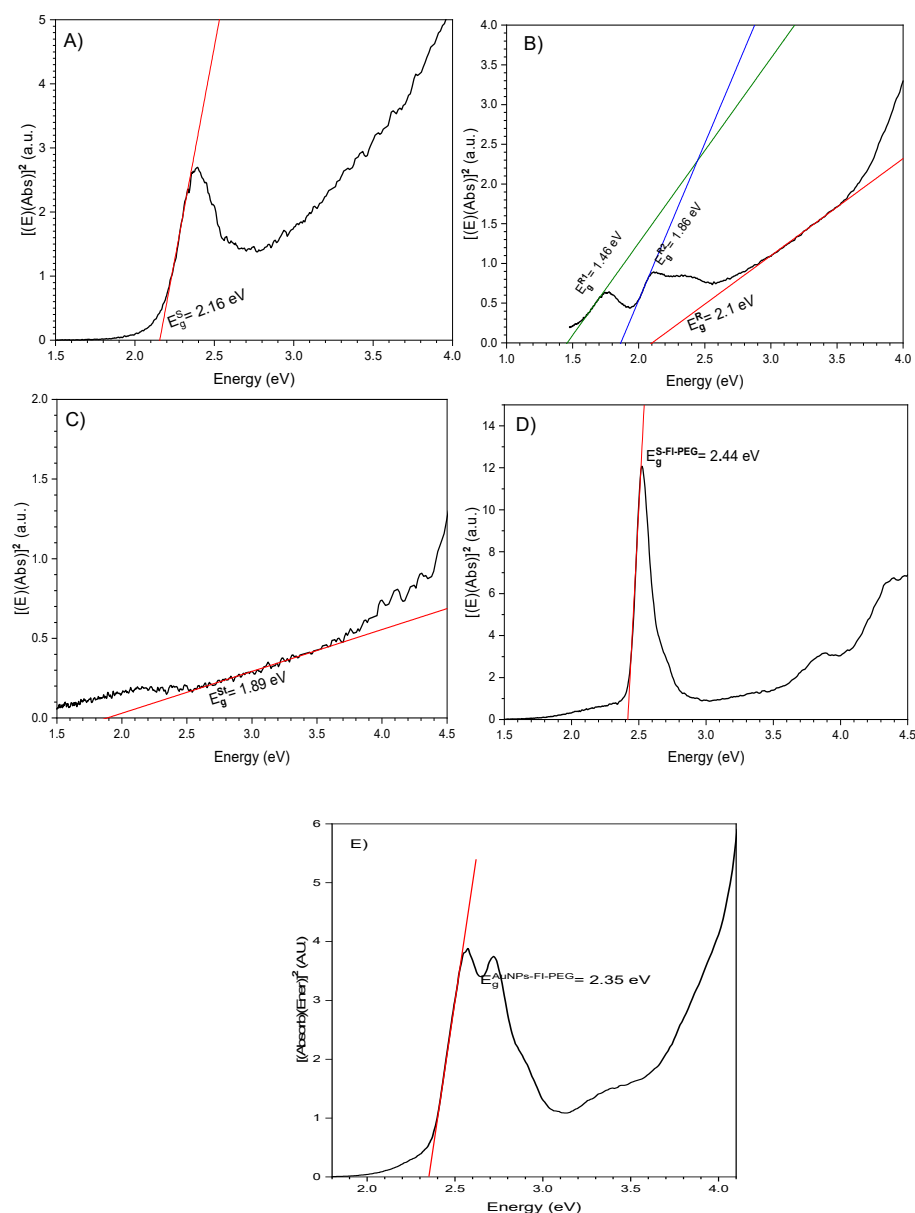 A)
[(E)(Abs)]² (a.u.)
5
4
3
2
1
0
E_g^S= 2.16 eV
1.5 2.0 2.5 3.0 3.5 4.0
Energy (eV)
B)
[(E)(Abs)]² (a.u.)
4.0
3.5
3.0
2.5
2.0
1.5
1.0
0.5
0.0
E_g^R1= 1.46 eV
E_g^R2= 1.86 eV
E_g^R= 2.1 eV
1.0 1.5 2.0 2.5 3.0 3.5 4.0
Energy (eV)
C)
[(E)(Abs)]² (a.u.)
2.0
1.5
1.0
0.5
0.0
E_g^St= 1.89 eV
1.5 2.0 2.5 3.0 3.5 4.0 4.5
Energy (eV)
D)
[(E)(Abs)]² (a.u.)
14
12
10
8
6
4
2
0
E_g^S-Fl-PEG= 2.44 eV
1.5 2.0 2.5 3.0 3.5 4.0 4.5
Energy (eV)
E)
[(Absorb)(Ener)]² (AU)
6
5
4
3
2
1
0
E_g^AuNPs-Fl-PEG= 2.35 eV
2.0 2.5 3.0 3.5 4.0
Energy (eV)